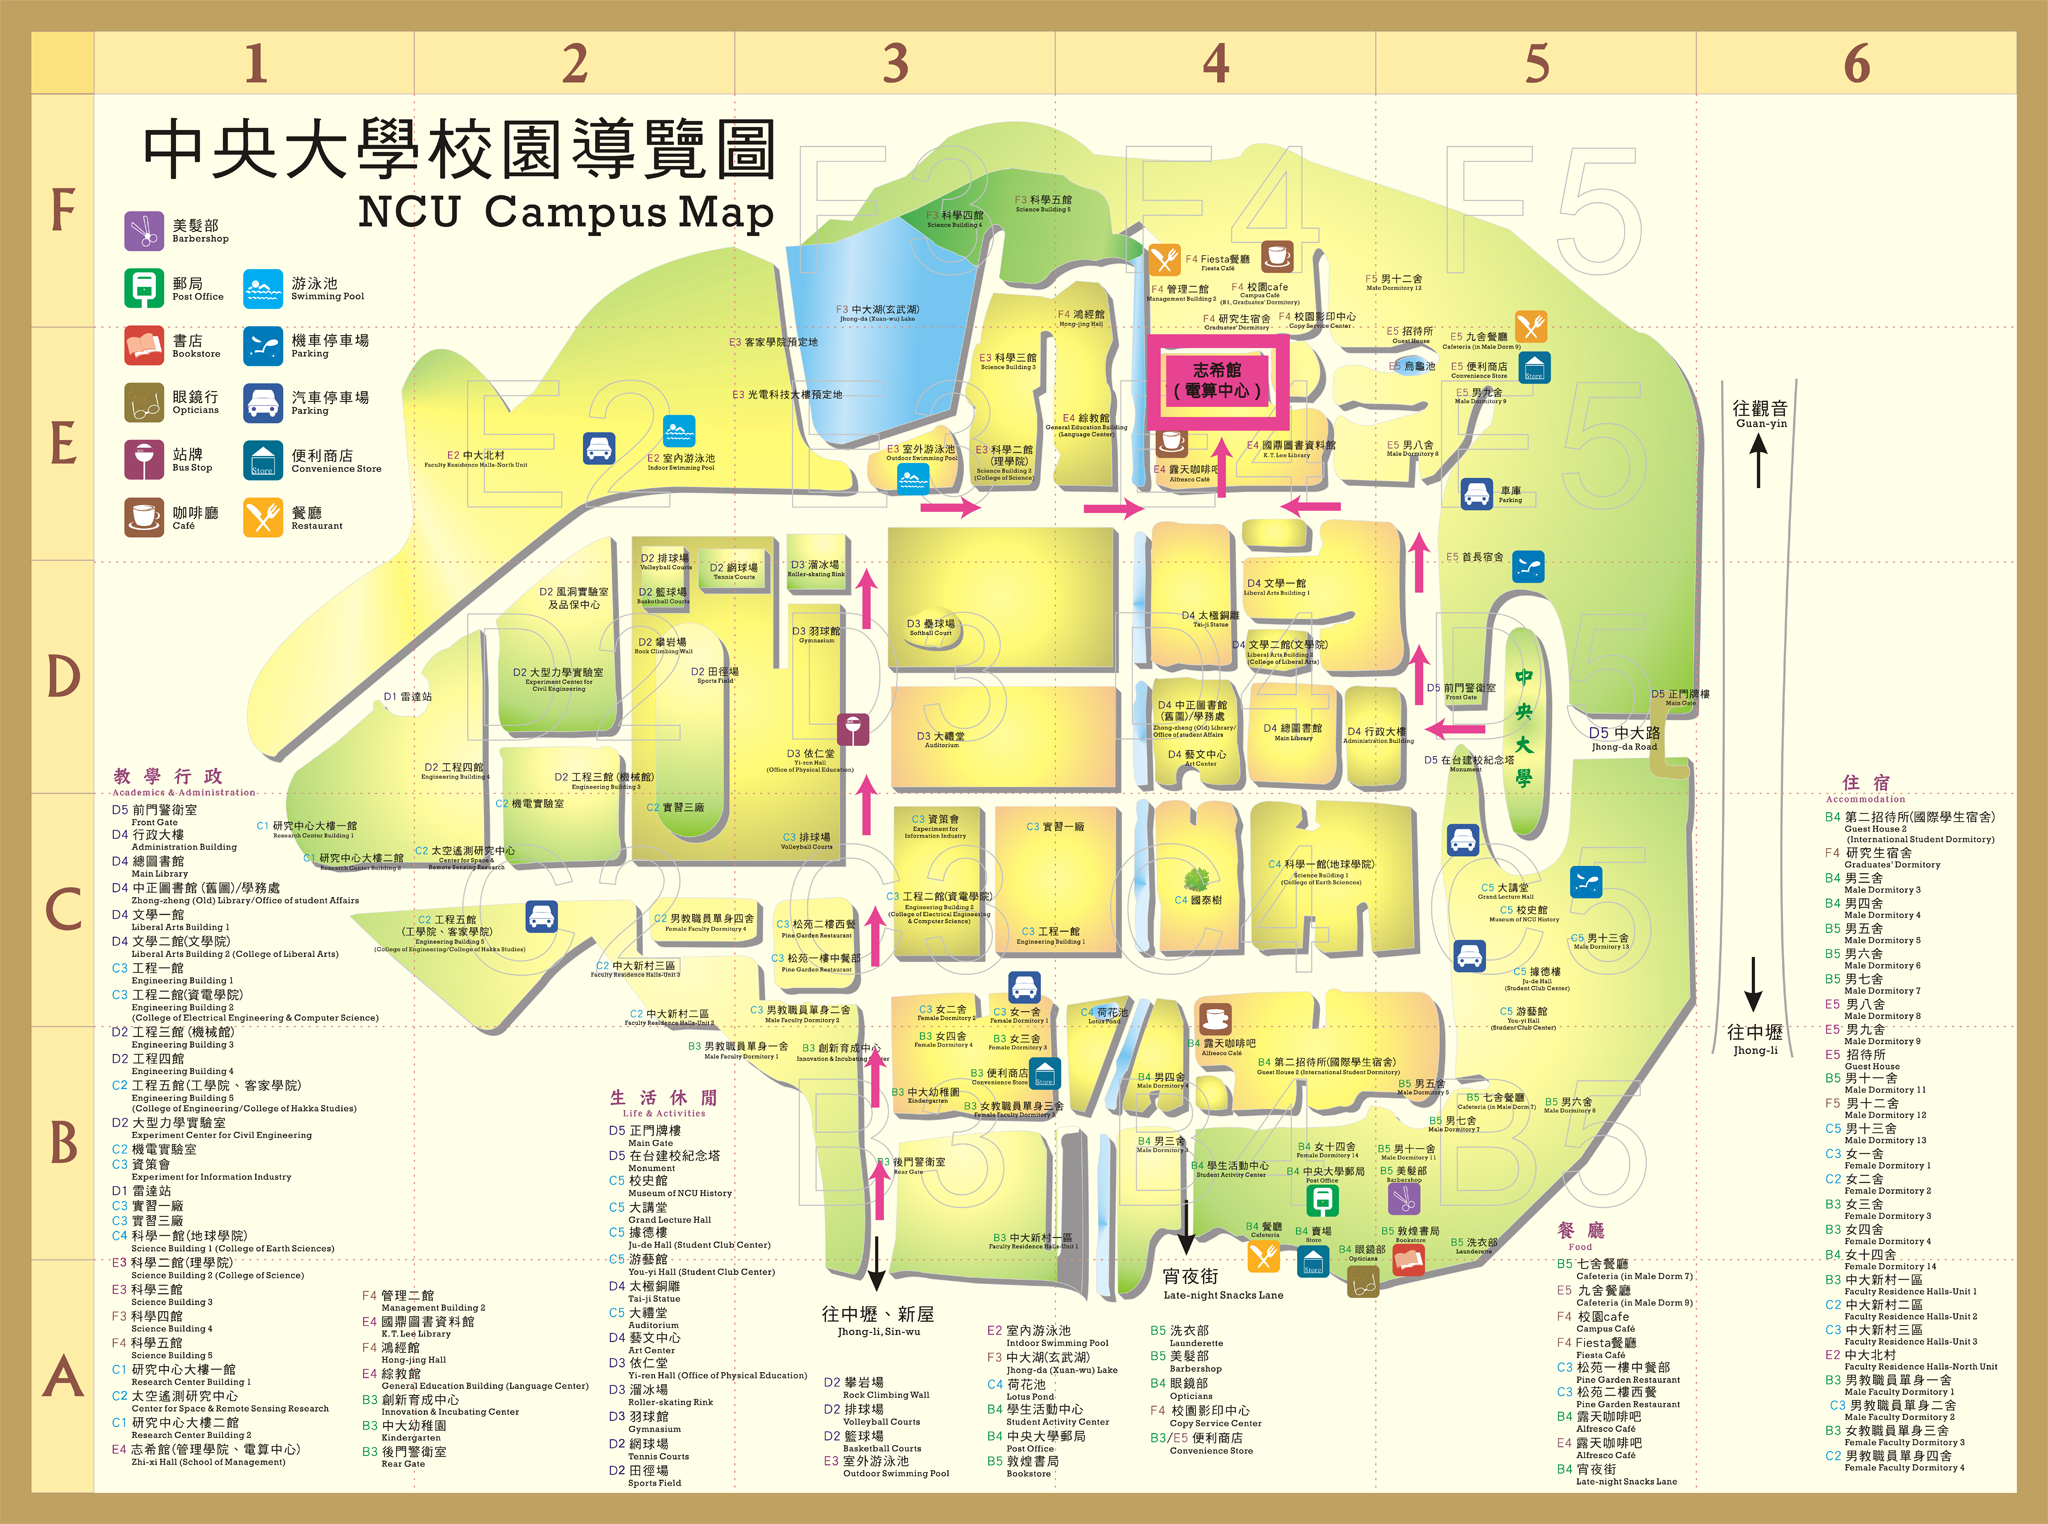 1 2 3 4 5 6
F
E
D
C
B
A
中央大學校園導覽圖
NCU Campus Map
美髮部
Barbershop
郵局
Post Office
游泳池
Swimming Pool
書店
Bookstore
機車停車場
Parking
眼鏡行
Opticians
汽車停車場
Parking
站牌
Bus Stop
便利商店
Convenience Store
咖啡廳
Café
餐廳
Restaurant
F3
F4
F5
E2
E3
E4
E5
D2
D3
D4
D5
C2
C3
C4
C5
B3
B4
B5
F3 科學四館
Science Building 4
F3 科學五館
Science Building 5
F3 中大湖(玄武湖)
Jhong-da (Xuan-wu) Lake
F4 Fiesta餐廳
Fiesta Café
F4 管理二館
Management Building 2
F4 校園cafe
Campus Café
(B1, Graduates' Dormitory)
F4 鴻經館
Hong-jing Hall
F4 研究生宿舍
Graduates' Dormitory
F4 校園影印中心
Copy Service Center
F5 男十二舍
Male Dormitory 12
E5 招待所
Guest House
E5 九舍餐廳
Cafeteria (in Male Dorm 9)
E5 烏龜池
E5 便利商店
Convenience Store
Store
E5 男九舍
Male Dormitory 9
E5 男八舍
Male Dormitory 8
E3 客家學院預定地
E3 光電科技大樓預定地
E3 科學三館
Science Building 3
志希館
(電算中心)
E4 綜教館
General Education Building
(Language Center)
E2 中大北村
Faculty Residence Halls-North Unit
E2 室內游泳池
Indoor Swimming Pool
E3 室外游泳池
Outdoor Swimming Pool
E3 科學二館
(理學院)
Science Building 2
(College of Science)
E4 露天咖啡吧
Alfresco Café
E4 國鼎圖書資料館
K. T. Lee Library
車庫
Parking
E5 首長宿舍
往觀音
Guan-yin
D2 排球場
Volleyball Courts
D2 網球場
Tennis Courts
D3 溜冰場
Roller-skating Rink
D2 風洞實驗室
及品保中心
D2 籃球場
Basketball Courts
D2 攀岩場
Rock Climbing Wall
D3 羽球館
Gymnasium
D3 壘球場
Softball Court
D4 太極銅雕
Tai-ji Statue
D4 文學一館
Liberal Arts Building 1
D4 文學二館(文學院)
Liberal Arts Building 2
(College of Liberal Arts)
D2 大型力學實驗室
Experiment Center for
Civil Engineering
D2 田徑場
Sports Field
D1 雷達站
D5 前門警衛室
Front Gate
中央大學
D5 正門牌樓
Main Gate
D5 中大路
Jhong-da Road
D4 中正圖書館
(舊圖)/學務處
Zhong-zheng (Old) Library/
Office of student Affairs
D4 藝文中心
Art Center
D4 總圖書館
Main Library
D4 行政大樓
Administration Building
D3 大禮堂
Auditorium
D3 依仁堂
Yi-ren Hall
(Office of Physical Education)
D5 在台建校紀念塔
Monument
D2 工程四館
Engineering Building 4
D2 工程三館 (機械館)
Engineering Building 3
C2 機電實驗室
C2 實習三廠
C1 研究中心大樓一館
Research Center Building 1
C1 研究中心大樓二館
Research Center Building 2
C2 太空遙測研究中心
Center for Space &
Remote Sensing Research
C3 排球場
Volleyball Courts
C3 資策會
Experiment for
Information Industry
C3 實習一廠
C4 科學一館(地球學院)
Science Building 1
(College of Earth Sciences)
C4 國泰樹
C3 工程二館(資電學院)
Engineering Building 2
(College of Electrical Engineering
& Computer Science)
C3 工程一館
Engineering Building 1
C2 工程五館
(工學院、客家學院)
Engineering Building 5
(College of Engineering/College of Hakka Studies)
C2 男教職員單身四舍
Female Faculty Dormitory 4
C3 松苑二樓西餐
Pine Garden Restaurant
C3 松苑一樓中餐部
Pine Garden Restaurant
C2 中大新村三區
Faculty Residence Halls-Unit 3
C2 中大新村二區
Faculty Residence Halls-Unit 2
C3 男教職員單身二舍
Male Faculty Dormitory 2
C5 大講堂
Grand Lecture Hall
C5 校史館
Museum of NCU History
C5 男十三舍
Male Dormitory 13
C5 據德樓
Ju-de Hall
(Student Club Center)
C5 游藝館
You-yi Hall
(Student Club Center)
C3 女二舍
Female Dormitory 2
C3 女一舍
Female Dormitory 1
C4 荷花池
Lotus Pond
往中壢
Jhong-li
B3 男教職員單身一舍
Male Faculty Dormitory 1
B3 創新育成中心
Innovation & Incubating Center
B3 女四舍
Female Dormitory 4
B3 女三舍
Female Dormitory 3
B3 便利商店
Convenience Store
Store
B3 中大幼稚園
Kindergarten
B3 女教職員單身三舍
Female Faculty Dormitory 3
B4 露天咖啡吧
Alfresco Café
B4 男四舍
Male Dormitory 4
B4 第二招待所(國際學生宿舍)
Guest House 2 (International Student Dormitory)
B5 男五舍
Male Dormitory 5
B5 七舍餐廳
Cafeteria (in Male Dorm 7)
B5 男六舍
Male Dormitory 6
B5 男七舍
Male Dormitory 7
B3 後門警衛室
Rear Gate
B4 男三舍
Male Dormitory 3
B4 學生活動中心
Student Activity Center
B4 女十四舍
Female Dormitory 14
B5 男十一舍
Male Dormitory 11
B4 中央大學郵局
Post Office
B5 美髮部
Barbershop
B4 餐廳
Cafeteria
B4 賣場
Store
Store
B4 眼鏡部
Opticians
B5 敦煌書局
Bookstore
B5 洗衣部
Launderette
B3 中大新村一區
Faculty Residence Halls-Unit 1
宵夜街
Late-night Snacks Lane
往中壢、新屋
Jhong-li, Sin-wu
教學行政
Academics & Administration
D5 前門警衛室
Front Gate
D4 行政大樓
Administration Building
D4 總圖書館
Main Library
D4 中正圖書館 (舊圖)/學務處
Zhong-zheng (Old) Library/Office of student Affairs
D4 文學一館
Liberal Arts Building 1
D4 文學二館(文學院)
Liberal Arts Building 2 (College of Liberal Arts)
C3 工程一館
Engineering Building 1
C3 工程二館(資電學院)
Engineering Building 2
(College of Electrical Engineering & Computer Science)
D2 工程三館 (機械館)
Engineering Building 3
D2 工程四館
Engineering Building 4
C2 工程五館(工學院、客家學院)
Engineering Building 5
(College of Engineering/College of Hakka Studies)
D2 大型力學實驗室
Experiment Center for Civil Engineering
C2 機電實驗室
C3 資策會
Experiment for Information Industry
D1 雷達站
C3 實習一廠
C3 實習三廠
C4 科學一館(地球學院)
Science Building 1 (College of Earth Sciences)
E3 科學二館(理學院)
Science Building 2 (College of Science)
E3 科學三館
Science Building 3
F3 科學四館
Science Building 4
F4 科學五館
Science Building 5
C1 研究中心大樓一館
Research Center Building 1
C2 太空遙測研究中心
Center for Space & Remote Sensing Research
C1 研究中心大樓二館
Research Center Building 2
E4 志希館(管理學院、電算中心)
Zhi-xi Hall (School of Management)
F4 管理二館
Management Building 2
E4 國鼎圖書資料館
K. T. Lee Library
F4 鴻經館
Hong-jing Hall
E4 綜教館
General Education Building (Language Center)
B3 創新育成中心
Innovation & Incubating Center
B3 中大幼稚園
Kindergarten
B3 後門警衛室
Rear Gate
生活休閒
Life & Activities
D5 正門牌樓
Main Gate
D5 在台建校紀念塔
Monument
C5 校史館
Museum of NCU History
C5 大講堂
Grand Lecture Hall
C5 據德樓
Ju-de Hall (Student Club Center)
C5 游藝館
You-yi Hall (Student Club Center)
D4 太極銅雕
Tai-ji Statue
C5 大禮堂
Auditorium
D4 藝文中心
Art Center
D3 依仁堂
Yi-ren Hall (Office of Physical Education)
D3 溜冰場
Roller-skating Rink
D3 羽球館
Gymnasium
D2 網球場
Tennis Courts
D2 田徑場
Sports Field
D2 攀岩場
Rock Climbing Wall
D2 排球場
Volleyball Courts
D2 籃球場
Basketball Courts
E3 室外游泳池
Outdoor Swimming Pool
E2 室內游泳池
Intdoor Swimming Pool
F3 中大湖(玄武湖)
Jhong-da (Xuan-wu) Lake
C4 荷花池
Lotus Pond
B4 學生活動中心
Student Activity Center
B4 中央大學郵局
Post Office
B5 敦煌書局
Bookstore
B5 洗衣部
Launderette
B5 美髮部
Barbershop
B4 眼鏡部
Opticians
F4 校園影印中心
Copy Service Center
B3/E5 便利商店
Convenience Store
餐廳
Food
B5 七舍餐廳
Cafeteria (in Male Dorm 7)
E5 九舍餐廳
Cafeteria (in Male Dorm 9)
F4 校園cafe
Campus Café
F4 Fiesta餐廳
Fiesta Café
C3 松苑一樓中餐部
Pine Garden Restaurant
C3 松苑二樓西餐
Pine Garden Restaurant
B4 露天咖啡吧
Alfresco Café
E4 露天咖啡吧
Alfresco Café
B4 宵夜街
Late-night Snacks Lane
住宿
Accommodation
B4 第二招待所(國際學生宿舍)
Guest House 2
(International Student Dormitory)
F4 研究生宿舍
Graduates' Dormitory
B4 男三舍
Male Dormitory 3
B4 男四舍
Male Dormitory 4
B5 男五舍
Male Dormitory 5
B5 男六舍
Male Dormitory 6
B5 男七舍
Male Dormitory 7
E5 男八舍
Male Dormitory 8
E5 男九舍
Male Dormitory 9
E5 招待所
Guest House
B5 男十一舍
Male Dormitory 11
F5 男十二舍
Male Dormitory 12
C5 男十三舍
Male Dormitory 13
C3 女一舍
Female Dormitory 1
C2 女二舍
Female Dormitory 2
B3 女三舍
Female Dormitory 3
B3 女四舍
Female Dormitory 4
B4 女十四舍
Female Dormitory 14
B3 中大新村一區
Faculty Residence Halls-Unit 1
C2 中大新村二區
Faculty Residence Halls-Unit 2
C3 中大新村三區
Faculty Residence Halls-Unit 3
E2 中大北村
Faculty Residence Halls-North Unit
B3 男教職員單身一舍
Male Faculty Dormitory 1
C3 男教職員單身二舍
Male Faculty Dormitory 2
B3 女教職員單身三舍
Female Faculty Dormitory 3
C2 男教職員單身四舍
Female Faculty Dormitory 4